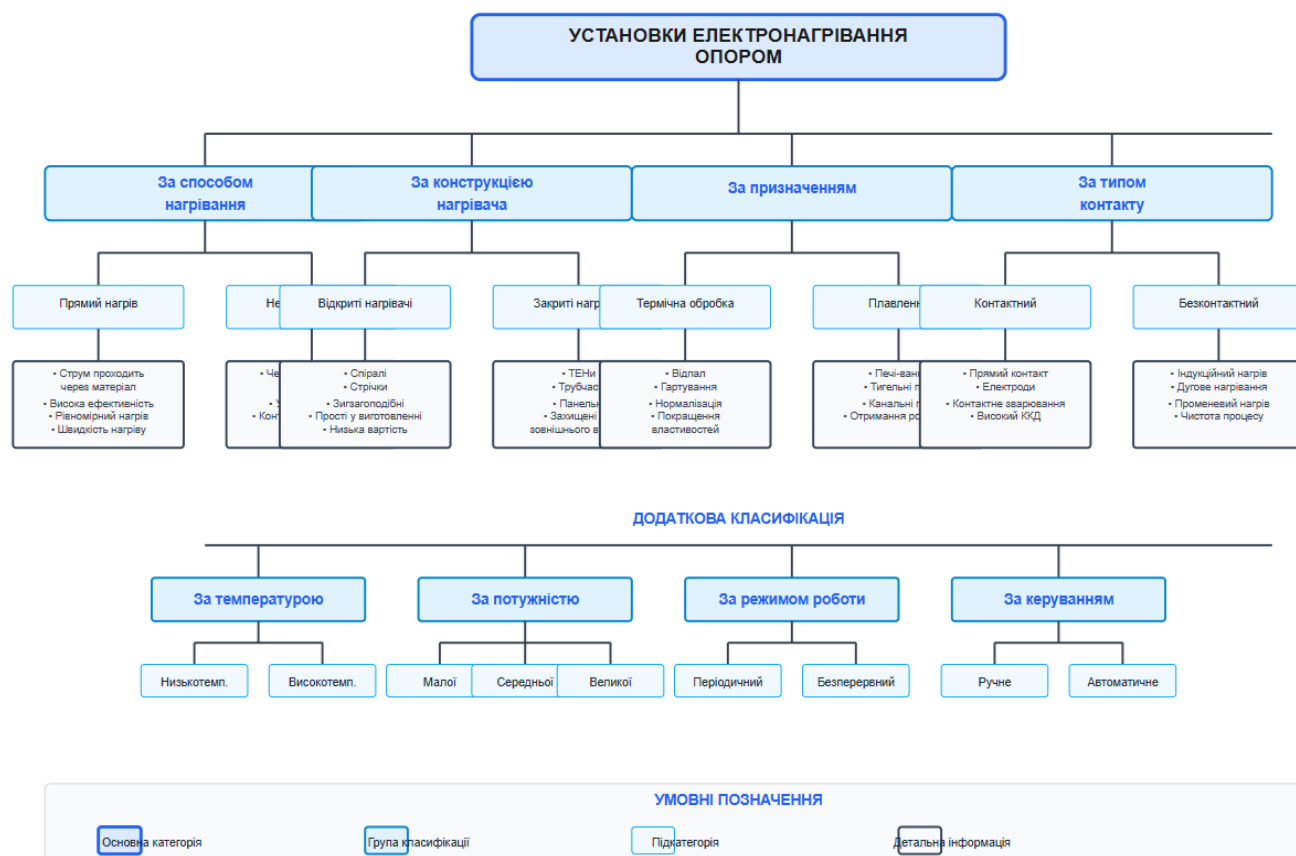 УСТАНОВКИ ЕЛЕКТРОНАГРІВАННЯ
ОПОРОМ
За способом
нагрівання
За конструкцією
нагрівача
За призначенням
За типом
контакту
Прямий нагрів
Відкриті нагрівачі
Закриті
Термічна обробка
Контактний
Безконтактний
• Струм проходить
через матеріал
• Висока ефективність
• Рівномірний нагрів
• Швидкість нагріву
• Спіралі
• Стрічки
• Зигзагоподібні
• Прості у виготовленні
• Низька вартість
• ТЕНи
• Захищені
зовнішнього
• Відпал
• Гартування
• Нормалізація
• Покращення
властивостей
• Тигельні
• Канальні
• Отримання
• Прямий контакт
• Електроди
• Контактне зварювання
• Високий ККД
• Індукційний нагрів
• Дугове нагрівання
• Променевий нагрів
• Чистота процесу
ДОДАТКОВА КЛАСИФІКАЦІЯ
За температурою
За потужністю
За режимом роботи
За керуванням
Низькотемп.
Високотемп.
Малої
Середньої
Великої
Періодичний
Безперервний
Ручне
Автоматичне
УМОВНІ ПОЗНАЧЕННЯ
Основна категорія
Група класифікації
Підкатегорія
Детальна інформація